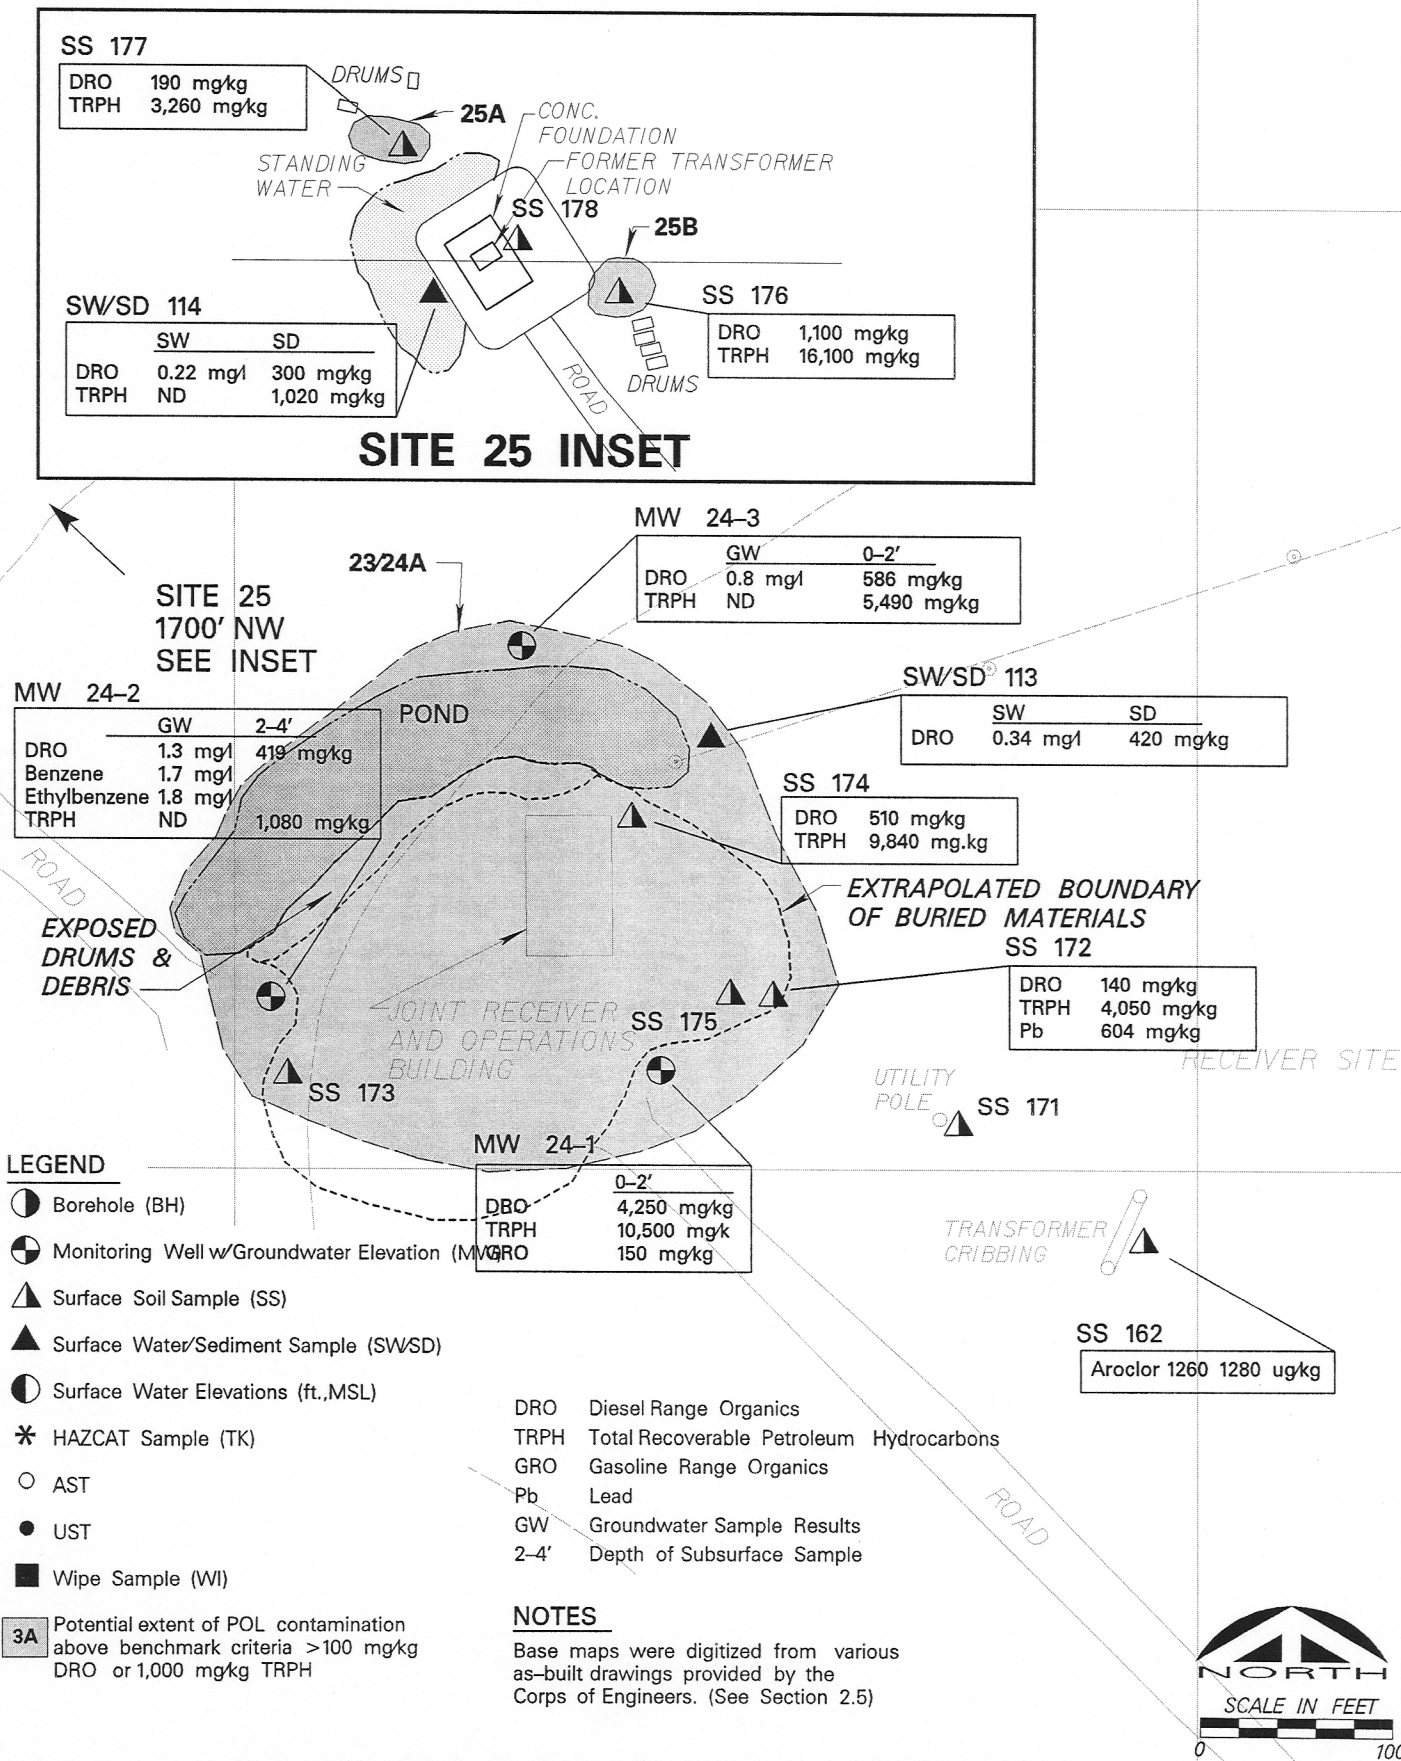 SS 177
DRO 190 mg/kg
TRPH 3,260 mg/kg
DRUMS
25A
CONC.
FOUNDATION
FORMER TRANSFORMER
LOCATION
STANDING
WATER
SS 178
25B
SW/SD 114
SW SD
DRO 0.22 mg/l 300 mg/kg
TRPH ND 1,020 mg/kg
SS 176
DRO 1,100 mg/kg
TRPH 16,100 mg/kg
DRUMS
ROAD
SITE 25 INSET
SITE 25
1700' NW
SEE INSET
23/24A
MW 24–3
GW 0–2'
DRO 0.8 mg/l 586 mg/kg
TRPH ND 5,490 mg/kg
MW 24–2
GW 2–4'
DRO 1.3 mg/l 419 mg/kg
Benzene 1.7 mg/l
Ethylbenzene 1.8 mg/l
TRPH ND 1,080 mg/kg
POND
SW/SD 113
SW SD
DRO 0.34 mg/l 420 mg/kg
SS 174
DRO 510 mg/kg
TRPH 9,840 mg.kg
ROAD
EXPOSED
DRUMS &
DEBRIS
EXTRAPOLATED BOUNDARY
OF BURIED MATERIALS
SS 172
DRO 140 mg/kg
TRPH 4,050 mg/kg
Pb 604 mg/kg
JOINT RECEIVER
AND OPERATIONS
BUILDING
SS 175
SS 173
RECEIVER SITE
UTILITY
POLE
SS 171
MW 24–1
0–2'
DRO 4,250 mg/kg
TRPH 10,500 mg/k
GRO 150 mg/kg
TRANSFORMER
CRIBBING
SS 162
Aroclor 1260 1280 ug/kg
LEGEND
Borehole (BH)
Monitoring Well w/Groundwater Elevation (MW)
Surface Soil Sample (SS)
Surface Water/Sediment Sample (SW/SD)
Surface Water Elevations (ft.,MSL)
HAZCAT Sample (TK)
AST
UST
Wipe Sample (WI)
3A Potential extent of POL contamination
above benchmark criteria >100 mg/kg
DRO or 1,000 mg/kg TRPH
DRO Diesel Range Organics
TRPH Total Recoverable Petroleum Hydrocarbons
GRO Gasoline Range Organics
Pb Lead
GW Groundwater Sample Results
2–4' Depth of Subsurface Sample
ROAD
NOTES
Base maps were digitized from various
as–built drawings provided by the
Corps of Engineers. (See Section 2.5)
NORTH
SCALE IN FEET
0 100